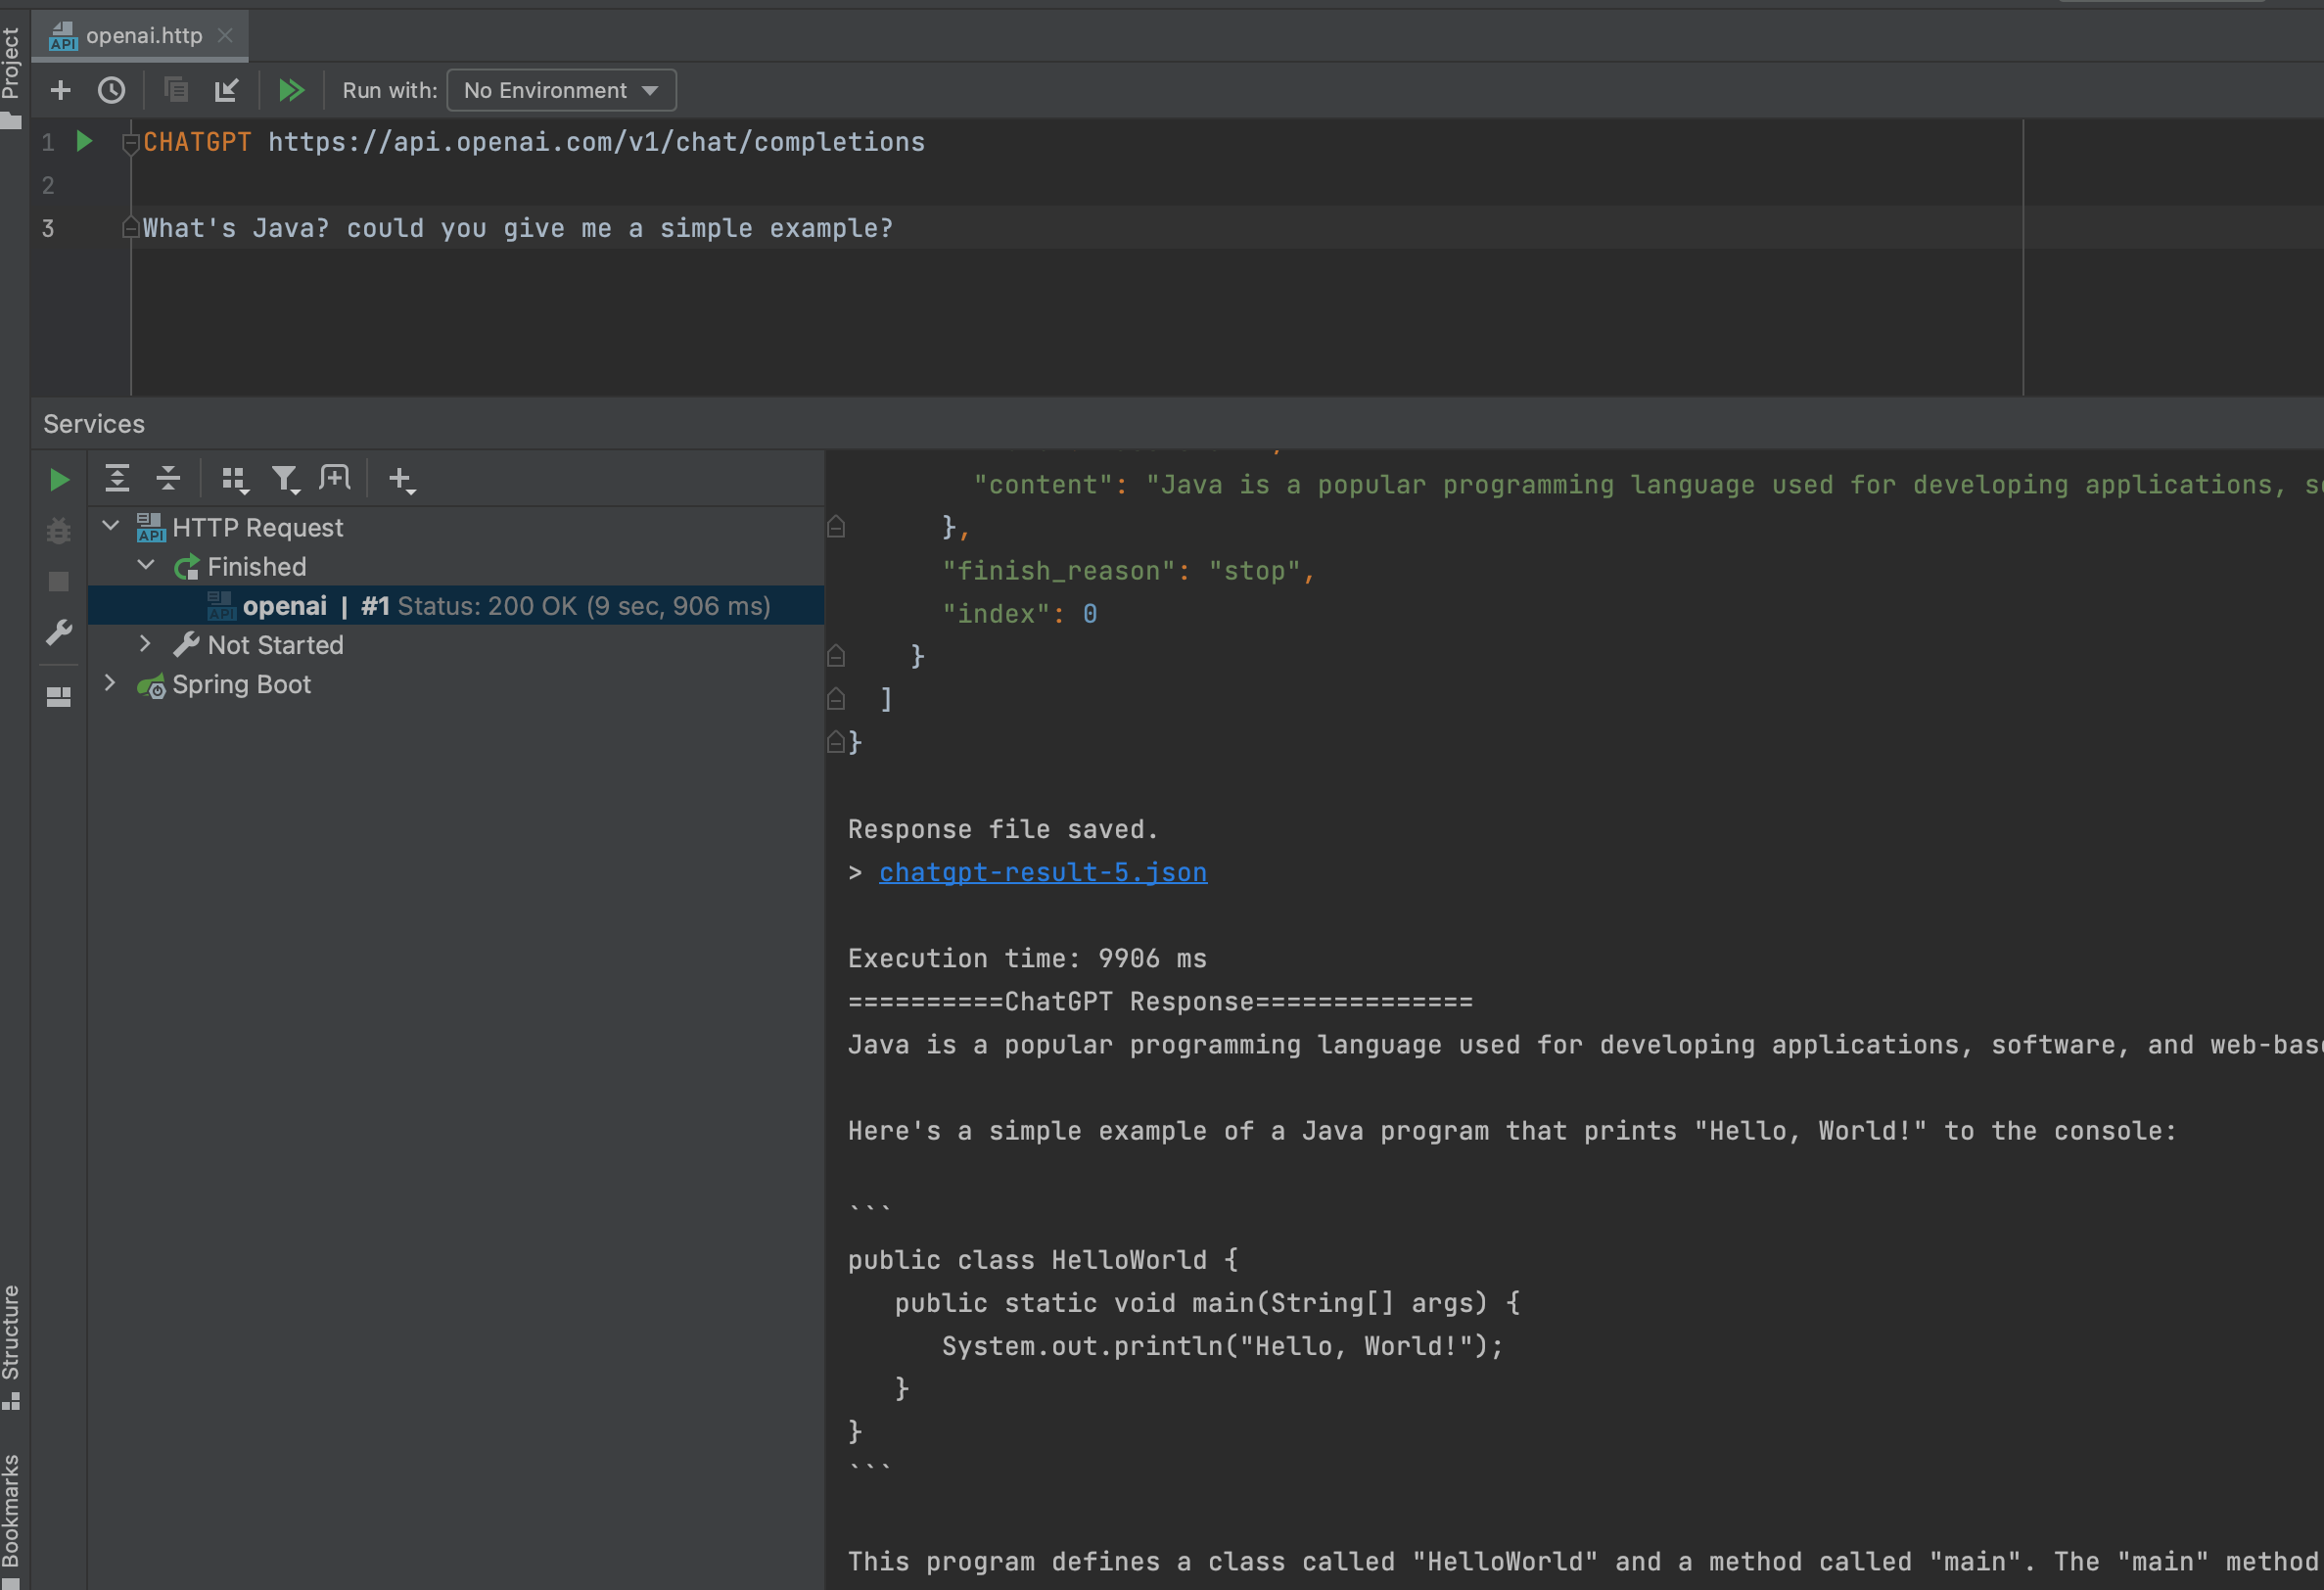 Project
API openai.http
Run with: No Environment
1 CHATGPT https://api.openai.com/v1/chat/completions
2
3 What's Java? could you give me a simple example?
Services
API HTTP Request
Finished
API openai | #1 Status: 200 OK (9 sec, 906 ms)
Not Started
Spring Boot
"content": "Java is a popular programming language used for developing applications,
},
"finish_reason": "stop",
"index": 0
}
]
}
Response file saved.
> chatgpt-result-5.json
Execution time: 9906 ms
==========ChatGPT Response==============
Java is a popular programming language used for developing applications, software, and web-bas
Here's a simple example of a Java program that prints "Hello, World!" to the console:
```
public class HelloWorld {
public static void main(String[] args) {
System.out.println("Hello, World!");
}
}
```
This program defines a class called "HelloWorld" and a method called "main". The "main" method
Structure
Bookmarks